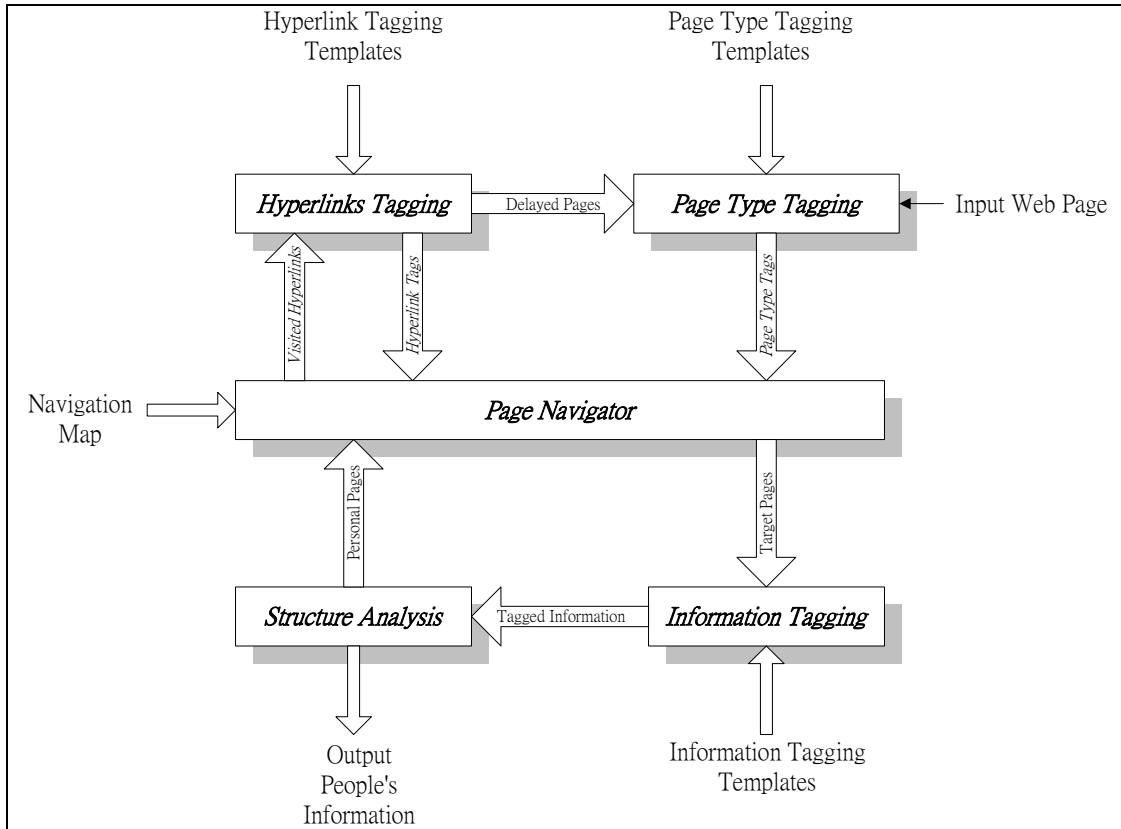 Hyperlink Tagging
Templates
Page Type Tagging
Templates
Hyperlinks Tagging
Delayed Pages
Page Type Tagging
Input Web Page
Visited Hyperlinks
Hyperlink Tags
Page Type Tags
Navigation
Map
Page Navigator
Personal Pages
Target Pages
Structure Analysis
Tagged Information
Information Tagging
Output
People's
Information
Information Tagging
Templates